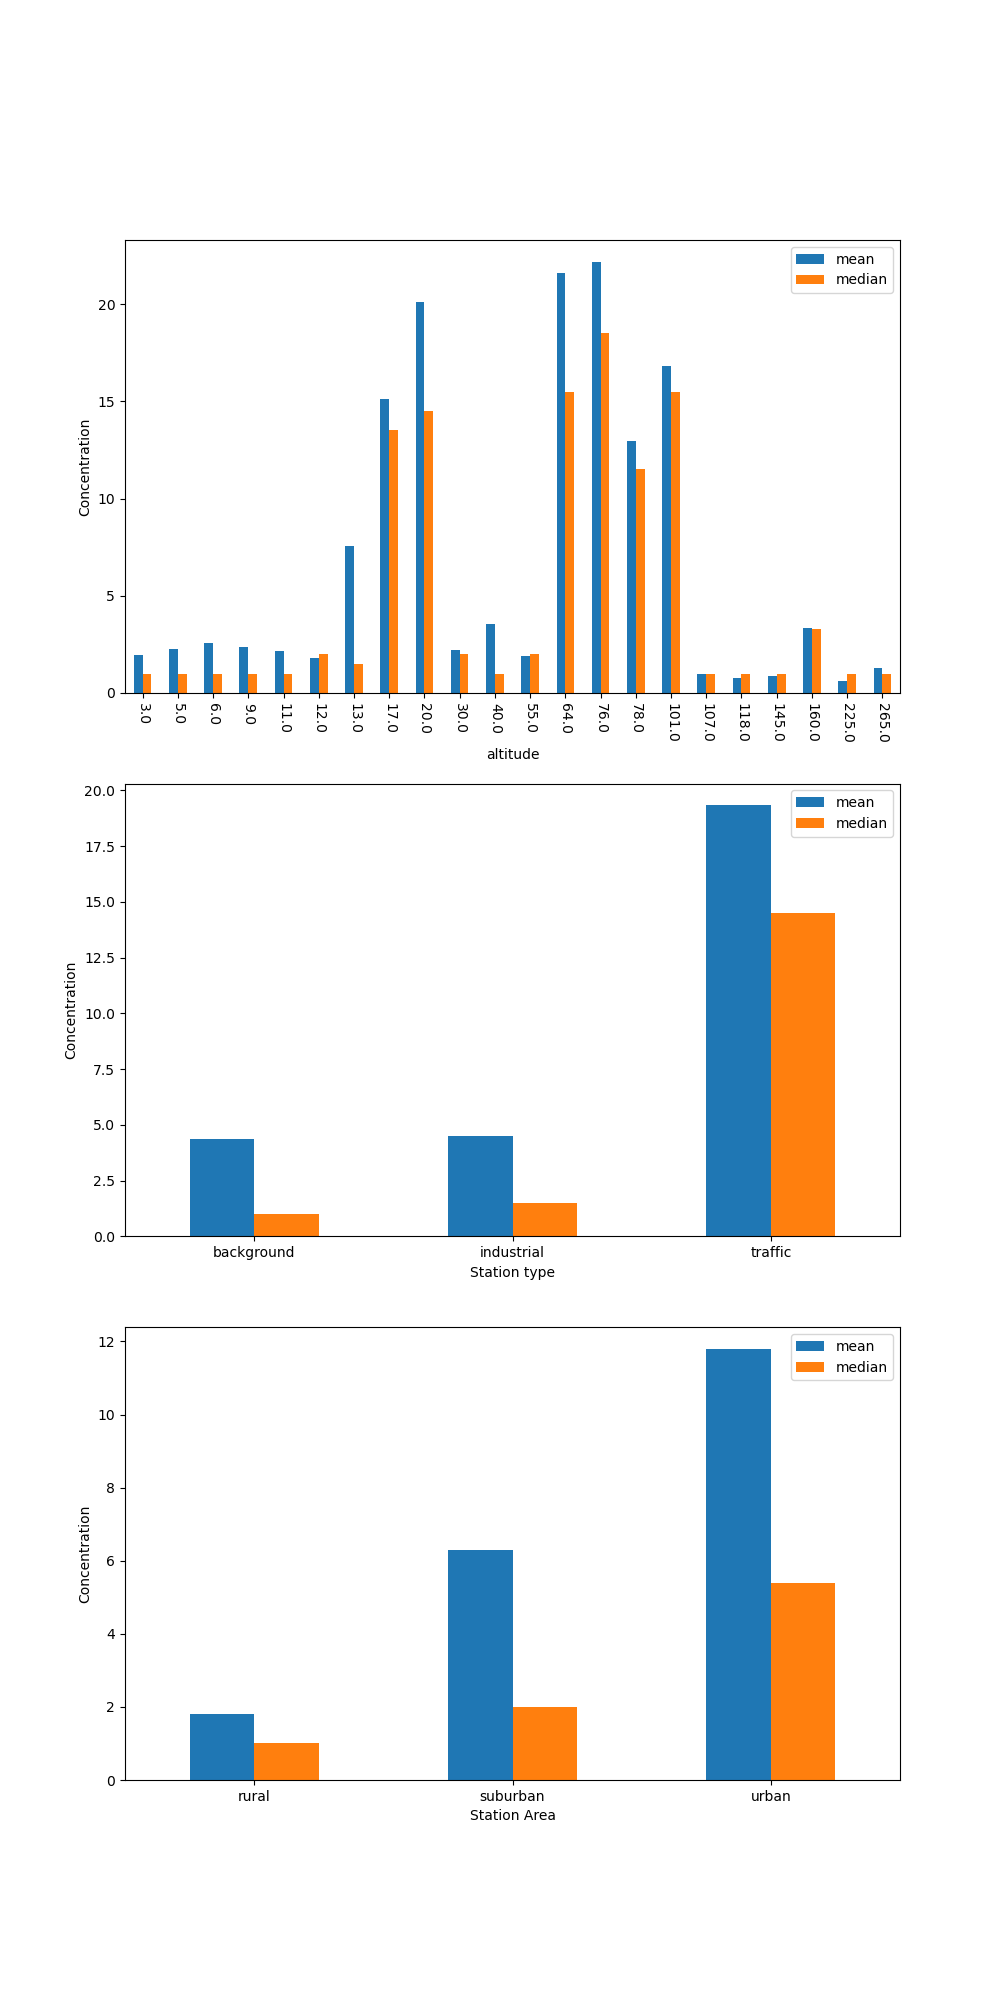 mean
median
20
15
10
5
0
Concentration
3.0 5.0 6.0 9.0 11.0 12.0 13.0 17.0 20.0 30.0 40.0 55.0 64.0 76.0 78.0 101.0 107.0 118.0 145.0 160.0 225.0 265.0
altitude
mean
median
20.0
17.5
15.0
12.5
10.0
7.5
5.0
2.5
0.0
Concentration
background industrial traffic
Station type
mean
median
12
10
8
6
4
2
0
Concentration
rural suburban urban
Station Area